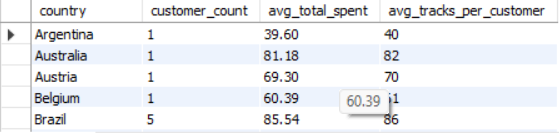 country customer_count avg_total_spent avg_tracks_per_customer
Argentina 1 39.60 40
Australia 1 81.18 82
Austria 1 69.30 70
Belgium 1 60.39 60.39
Brazil 5 85.54 86